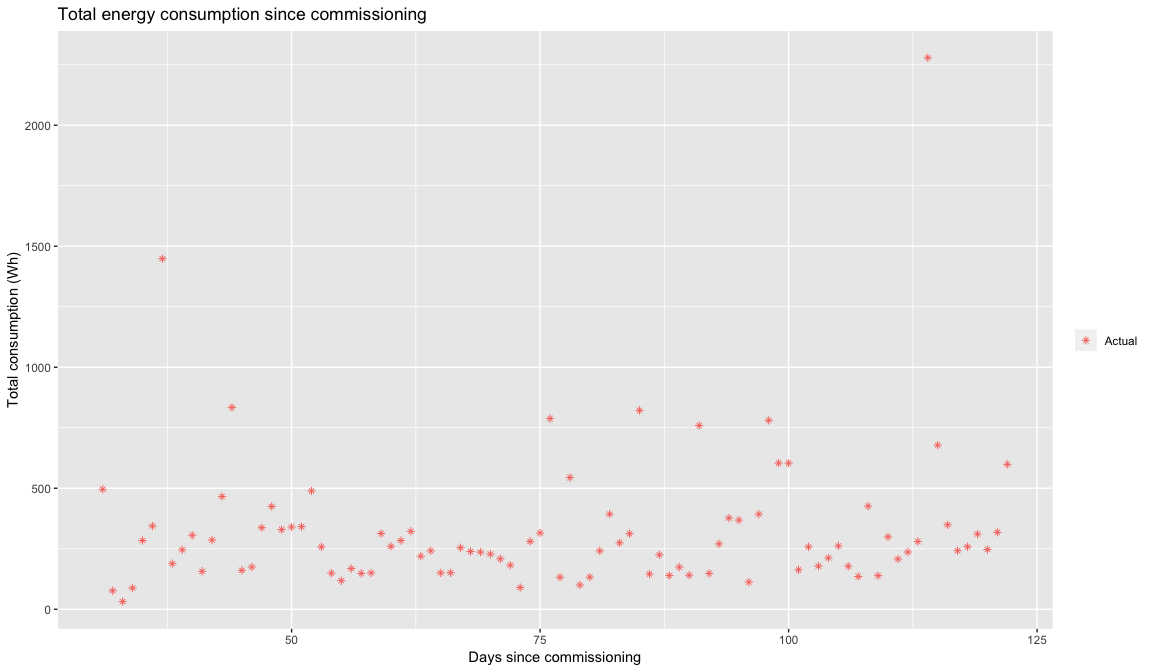 Total energy consumption since commissioning
Total consumption (Wh)
2000
1500
1000
500
0
50
75
100
125
Days since commissioning
Actual